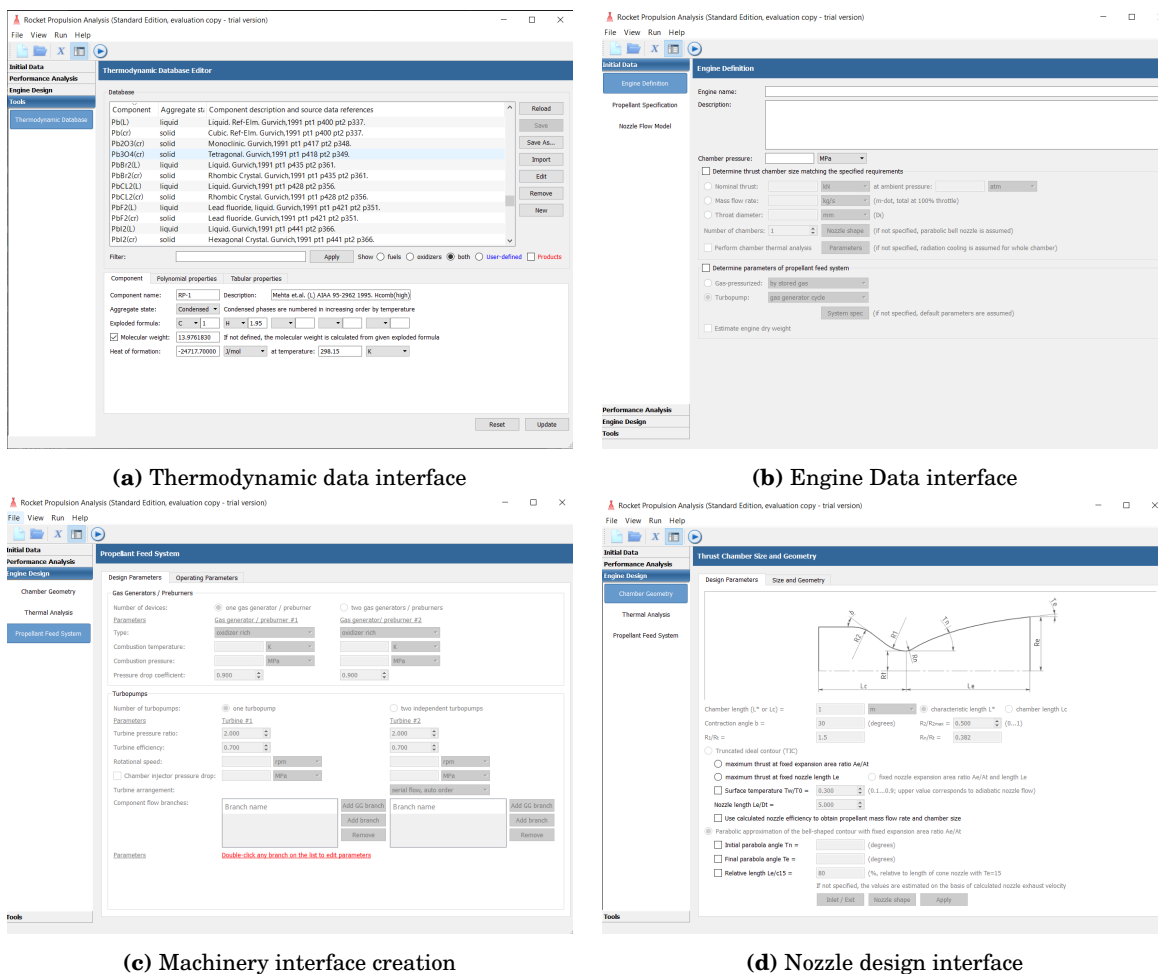 Rocket Propulsion Analysis (Standard Edition, evaluation copy - trial version)
File View Run Help
Initial Data
Performance Analysis
Engine Design
Tools
Thermodynamic Database
Thermodynamic Database Editor
Database
Component Aggregate sta Component description and source data references
Pb(L) liquid Liquid. Ref-Elm. Gurvich,1991 pt1 p400 pt2 p337.
Pb(cr) solid Cubic. Ref-Elm. Gurvich,1991 pt1 p400 pt2 p337.
Pb2O3(cr) solid Monoclinic. Gurvich,1991 pt1 p417 pt2 p348.
Pb3O4(cr) solid Tetragonal. Gurvich,1991 pt1 p418 pt2 p349.
PbBr2(L) liquid Liquid. Gurvich,1991 pt1 p435 pt2 p361.
PbBr2(cr) solid Rhombic Crystal. Gurvich,1991 pt1 p435 pt2 p361.
PbCL2(L) liquid Liquid. Gurvich,1991 pt1 p428 pt2 p356.
PbCL2(cr) solid Rhombic Crystal. Gurvich,1991 pt1 p428 pt2 p356.
PbF2(L) liquid Lead fluoride, liquid. Gurvich,1991 pt1 p421 pt2 p351.
PbF2(cr) solid Lead fluoride. Gurvich,1991 pt1 p421 pt2 p351.
PbI2(L) liquid Liquid. Gurvich,1991 pt1 p441 pt2 p366.
PbI2(cr) solid Hexagonal Crystal. Gurvich,1991 pt1 p441 pt2 p366.
Reload
Save
Save As...
Import
Edit
Remove
New
Filter: Apply Show fuels oxidizers both User-defined Products
Component Polynomial properties Tabular properties
Component name: RP-1 Description: Mehta et.al. (L) AIAA 95-2962 1995. Hcomb(high)
Aggregate state: Condensed Condensed phases are numbered in increasing order by temperature
Exploded formula: C 1 H 1.95
Molecular weight: 13.9761830 If not defined, the molecular weight is calculated from given exploded formula
Heat of formation: -24717.70000 J/mol at temperature: 298.15 K
Reset Update
(a) Thermodynamic data interface
Rocket Propulsion Analysis (Standard Edition, evaluation copy - trial version)
File View Run Help
Initial Data
Engine Definition
Propellant Specification
Nozzle Flow Model
Performance Analysis
Engine Design
Tools
Engine Definition
Engine name:
Description:
Chamber pressure: MPa
Determine thrust chamber size matching the specified requirements
Nominal thrust: kN at ambient pressure: atm
Mass flow rate: kg/s (m-dot, total at 100% throttle)
Throat diameter: mm (Dt)
Number of chambers: 1 Nozzle shape (if not specified, parabolic bell nozzle is assumed)
Perform chamber thermal analysis Parameters (if not specified, radiation cooling is assumed for whole chamber)
Determine parameters of propellant feed system
Gas-pressurized: by stored gas
Turbopump: gas generator cycle
System spec (if not specified, default parameters are assumed)
Estimate engine dry weight
(b) Engine Data interface
Rocket Propulsion Analysis (Standard Edition, evaluation copy - trial version)
File View Run Help
Initial Data
Performance Analysis
Engine Design
Chamber Geometry
Thermal Analysis
Propellant Feed System
Tools
Propellant Feed System
Design Parameters Operating Parameters
Gas Generators / Preburners
Number of devices: one gas generator / preburner two gas generators / preburners
Parameters Gas generator / preburner #1 Gas generator/ preburner #2
Type: oxidizer rich oxidizer rich
Combustion temperature: K K
Combustion pressure: MPa MPa
Pressure drop coefficient: 0.900 0.900
Turbopumps
Number of turbopumps: one turbopump two independent turbopumps
Parameters Turbine #1 Turbine #2
Turbine pressure ratio: 2.000 2.000
Turbine efficiency: 0.700 0.700
Rotational speed: rpm rpm
Chamber injector pressure drop: MPa MPa
Turbine arrangement: serial flow, auto order
Component flow branches: Branch name Add GG branch Branch name Add GG branch
Add branch Add branch
Remove Remove
Parameters Double-click any branch on the list to edit parameters
(c) Machinery interface creation
Rocket Propulsion Analysis (Standard Edition, evaluation copy - trial version)
File View Run Help
Initial Data
Performance Analysis
Engine Design
Chamber Geometry
Thermal Analysis
Propellant Feed System
Tools
Thrust Chamber Size and Geometry
Design Parameters Size and Geometry
b R2 R1 Rn Tn Te Rt Re
Lc Le
Chamber length (L* or Lc) = 1 m characteristic length L* chamber length Lc
Contraction angle b = 30 (degrees) R2/R2max = 0.500 (0...1)
R1/Rt = 1.5 Rn/Rt = 0.382
Truncated ideal contour (TIC)
maximum thrust at fixed expansion area ratio Ae/At
maximum thrust at fixed nozzle length Le fixed nozzle expansion area ratio Ae/At and length Le
Surface temperature Tw/T0 = 0.300 (0.1...0.9; upper value corresponds to adiabatic nozzle flow)
Nozzle length Le/Dt = 5.000
Use calculated nozzle efficiency to obtain propellant mass flow rate and chamber size
Parabolic approximation of the bell-shaped contour with fixed expansion area ratio Ae/At
Initial parabola angle Tn = (degrees)
Final parabola angle Te = (degrees)
Relative length Le/c15 = 80 (%, relative to length of cone nozzle with Te=15
If not specified, the values are estimated on the basis of calculated nozzle exhaust velocity
Inlet / Exit Nozzle shape Apply
(d) Nozzle design interface